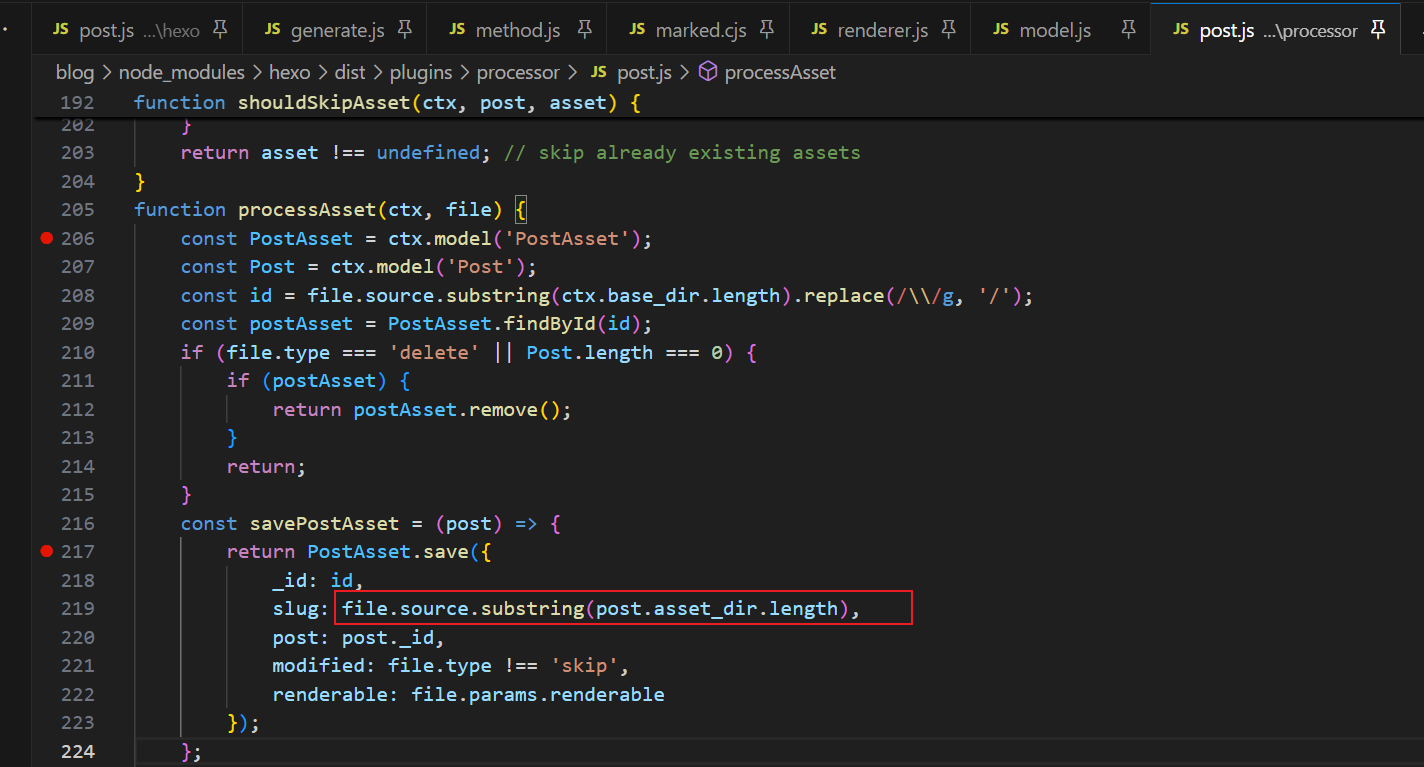 JS post.js ...\hexo JS generate.js JS method.js JS marked.cjs JS renderer.js JS model.js JS post.js ...\processor
blog > node_modules > hexo > dist > plugins > processor > JS post.js > processAsset
192 function shouldSkipAsset(ctx, post, asset) {
202 }
203 return asset !== undefined; // skip already existing assets
204 }
205 function processAsset(ctx, file) {
206 const PostAsset = ctx.model('PostAsset');
207 const Post = ctx.model('Post');
208 const id = file.source.substring(ctx.base_dir.length).replace(/\\/g, '/');
209 const postAsset = PostAsset.findById(id);
210 if (file.type === 'delete' || Post.length === 0) {
211 if (postAsset) {
212 return postAsset.remove();
213 }
214 return;
215 }
216 const savePostAsset = (post) => {
217 return PostAsset.save({
218 _id: id,
219 slug: file.source.substring(post.asset_dir.length),
220 post: post._id,
221 modified: file.type !== 'skip',
222 renderable: file.params.renderable
223 });
224 };